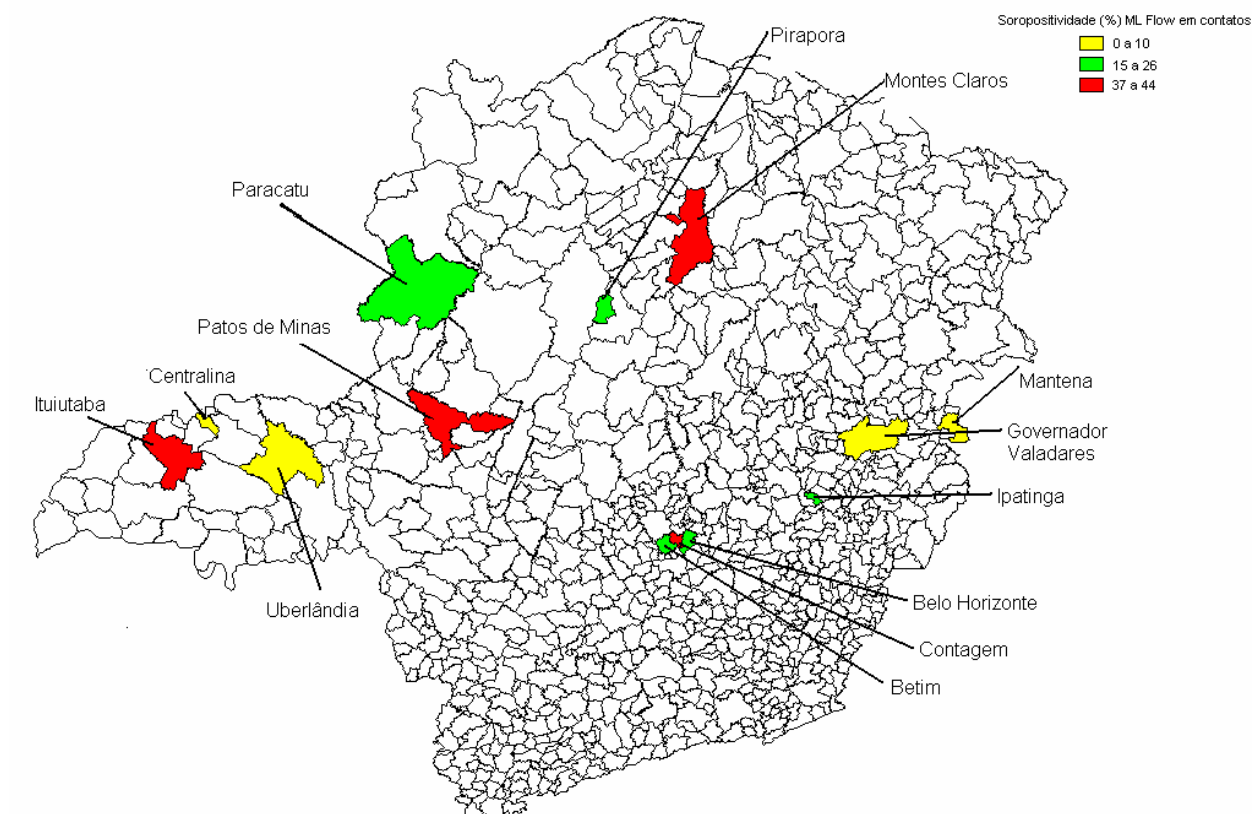 Soropositividade (%) ML Flow em contatos
0 a 10
15 a 26
37 a 44
Pirapora
Montes Claros
Paracatu
Patos de Minas
Centralina
Ituiutaba
Mantena
Governador
Valadares
Ipatinga
Uberlândia
Belo Horizonte
Contagem
Betim